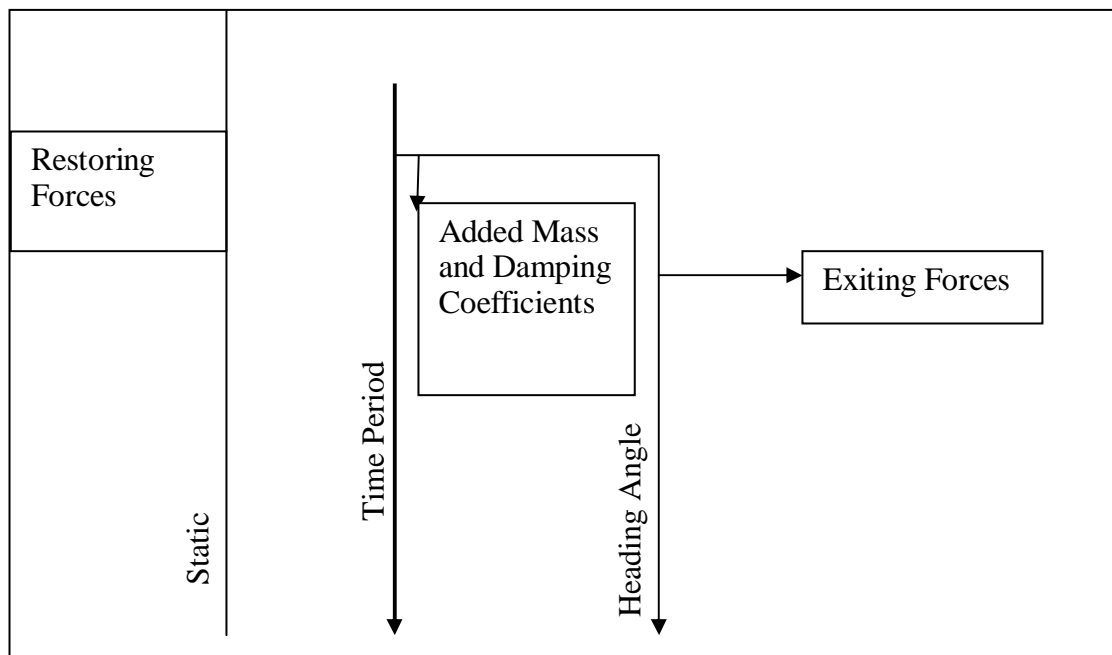 Restoring
Forces
Added Mass
and Damping
Coefficients
Exiting Forces
Static
Time Period
Heading Angle